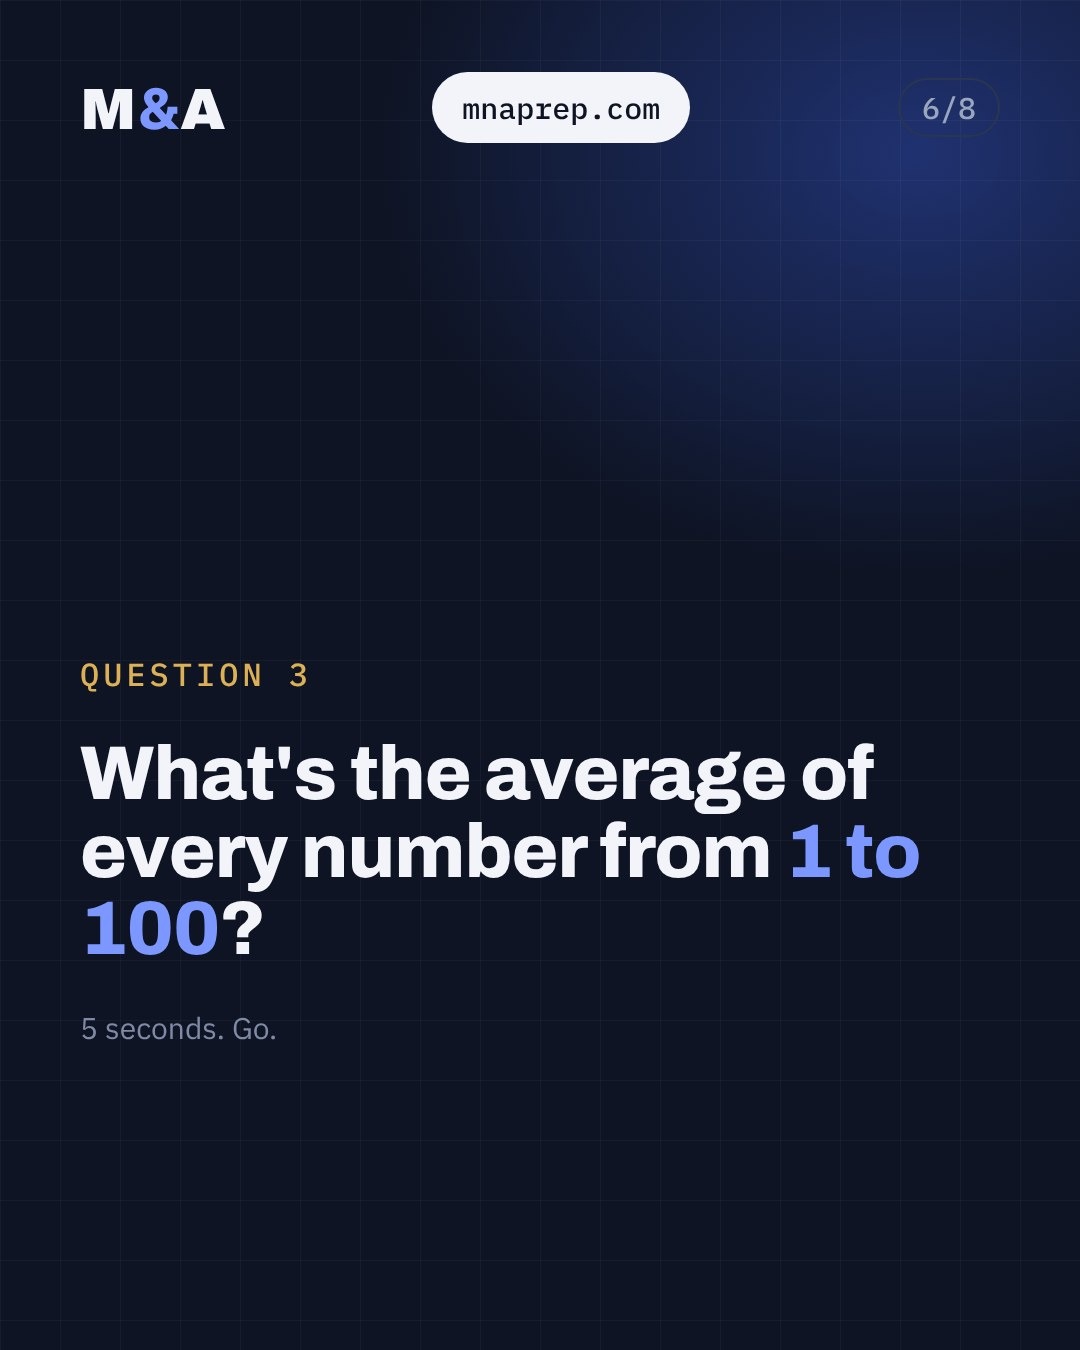 M&A
mnaprep.com
6/8
QUESTION 3
What's the average of
every number from 1 to
100?
5 seconds. Go.